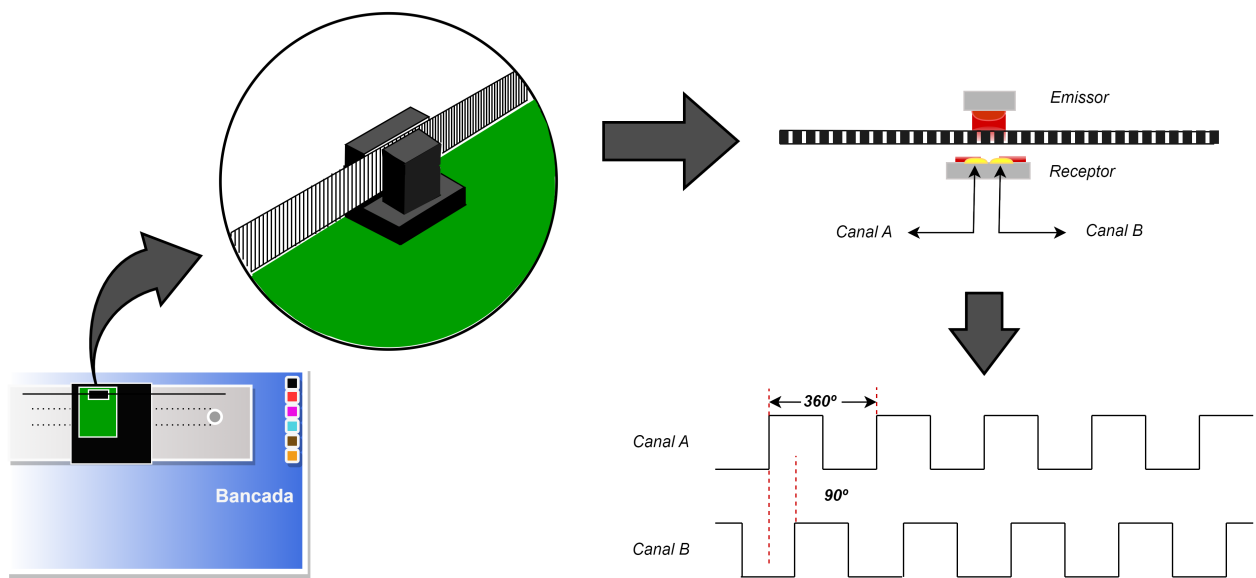 Emissor
Receptor
Canal A
Canal B
Bancada
360º
Canal A
90º
Canal B